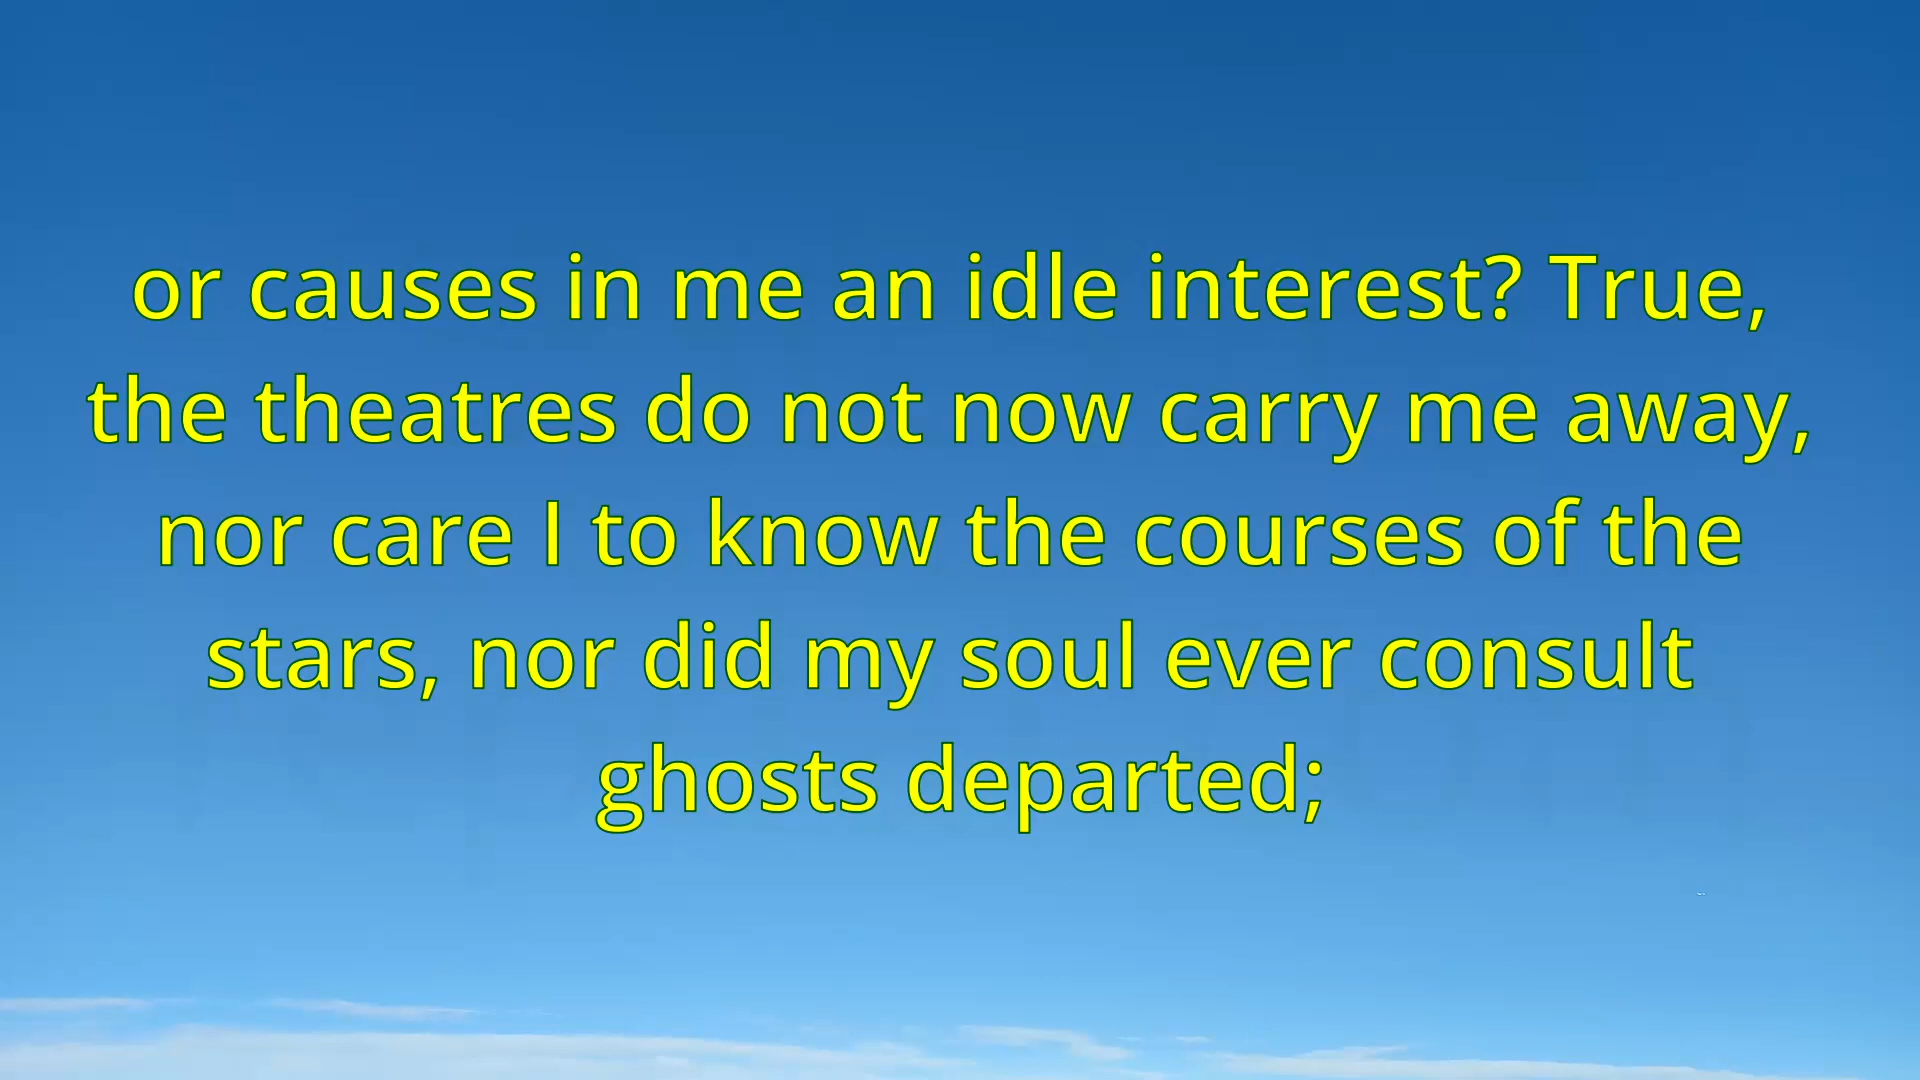 or causes in me an idle interest? True,
the theatres do not now carry me away,
nor care I to know the courses of the
stars, nor did my soul ever consult
ghosts departed;